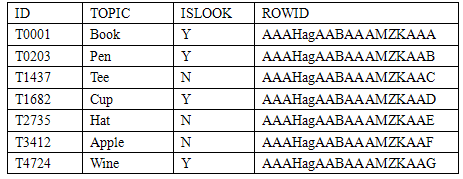 ID TOPIC ISLOOK ROWID
T0001 Book Y AAAHagAABAAAMZKAAA
T0203 Pen Y AAAHagAABAAAMZKAAB
T1437 Tee N AAAHagAABAAAMZKAAC
T1682 Cup Y AAAHagAABAAAMZKAAD
T2735 Hat N AAAHagAABAAAMZKAAE
T3412 Apple N AAAHagAABAAAMZKAAF
T4724 Wine Y AAAHagAABAAAMZKAAG